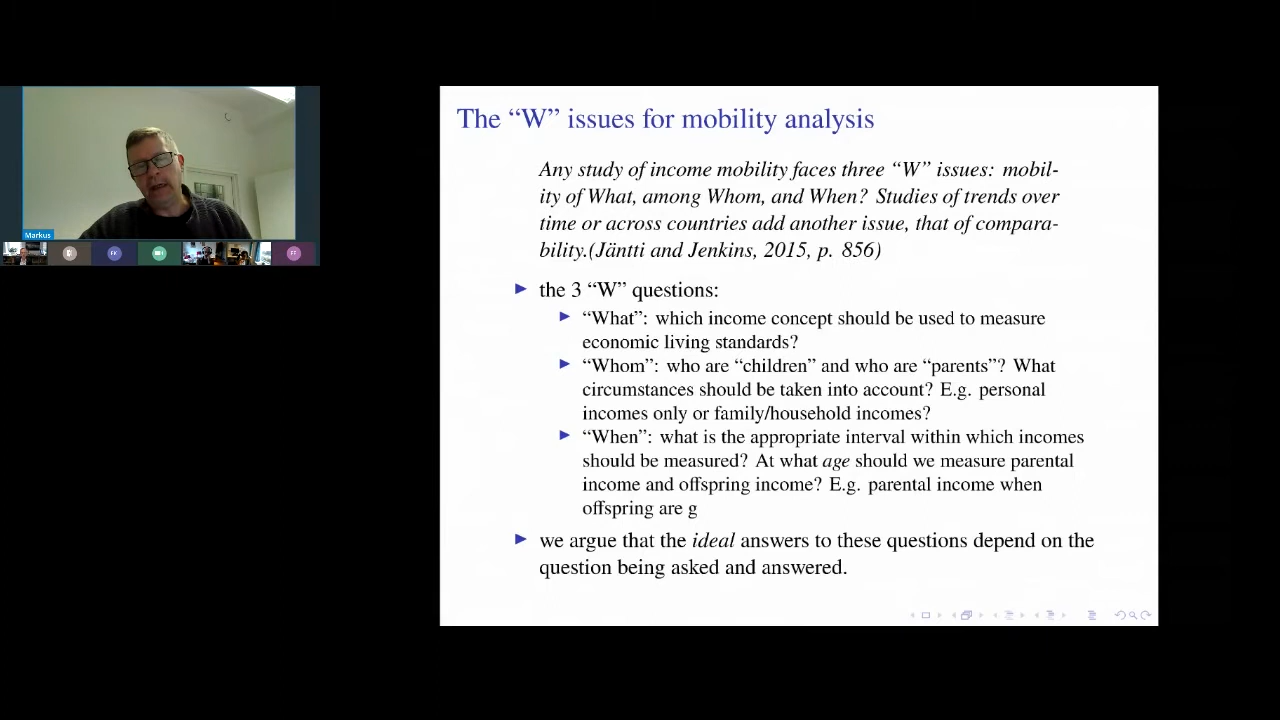 The “W” issues for mobility analysis
Any study of income mobility faces three “W” issues: mobil-
ity of What, among Whom, and When? Studies of trends over
time or across countries add another issue, that of compara-
bility.(Jäntti and Jenkins, 2015, p. 856)
the 3 “W” questions:
“What”: which income concept should be used to measure
economic living standards?
“Whom”: who are “children” and who are “parents”? What
circumstances should be taken into account? E.g. personal
incomes only or family/household incomes?
“When”: what is the appropriate interval within which incomes
should be measured? At what age should we measure parental
income and offspring income? E.g. parental income when
offspring are g
we argue that the ideal answers to these questions depend on the
question being asked and answered.
Markus
FK
FF